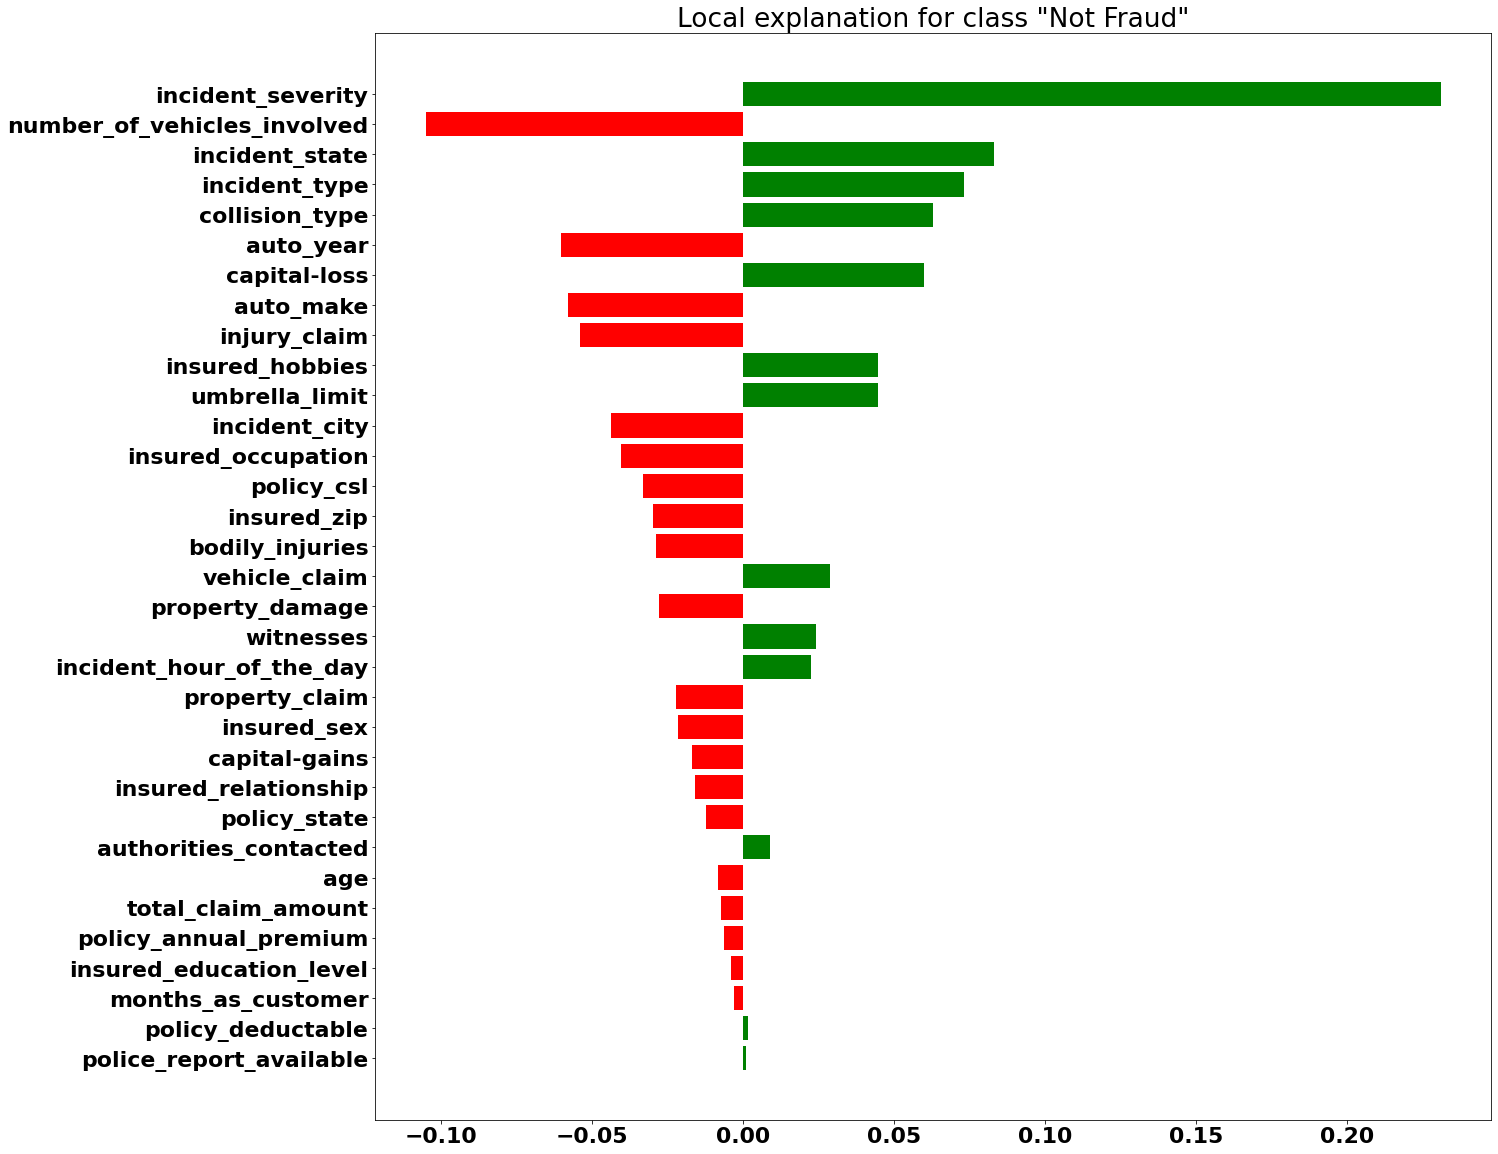 Local explanation for class "Not Fraud"
incident_severity
number_of_vehicles_involved
incident_state
incident_type
collision_type
auto_year
capital-loss
auto_make
injury_claim
insured_hobbies
umbrella_limit
incident_city
insured_occupation
policy_csl
insured_zip
bodily_injuries
vehicle_claim
property_damage
witnesses
incident_hour_of_the_day
property_claim
insured_sex
capital-gains
insured_relationship
policy_state
authorities_contacted
age
total_claim_amount
policy_annual_premium
insured_education_level
months_as_customer
policy_deductable
police_report_available
−0.10 −0.05 0.00 0.05 0.10 0.15 0.20